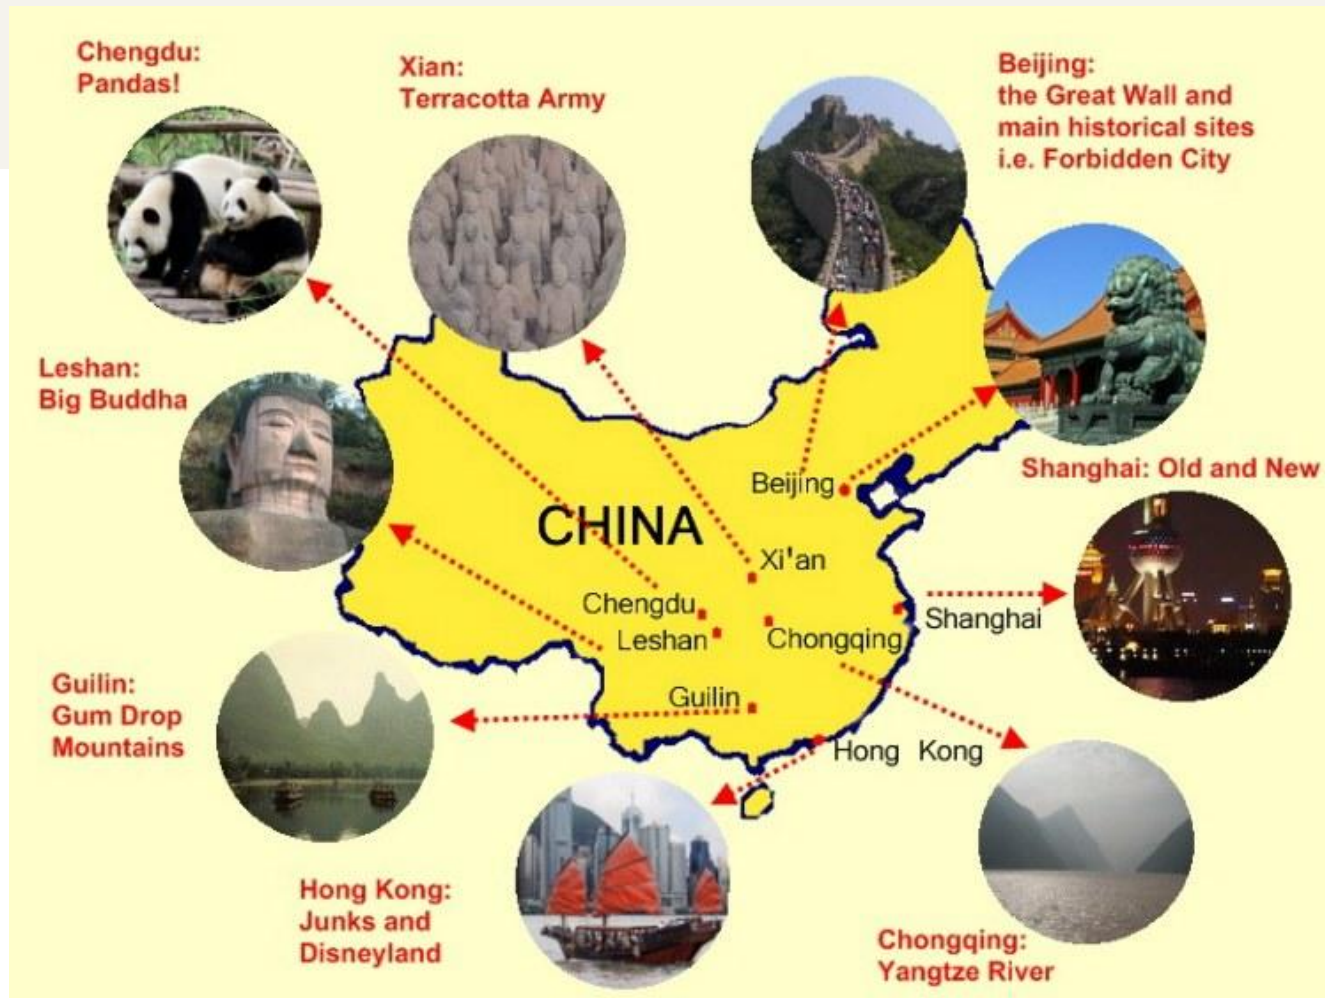 Chengdu:
Pandas!
Xian:
Terracotta Army
Beijing:
the Great Wall and
main historical sites
i.e. Forbidden City
Leshan:
Big Buddha
Shanghai: Old and New
Beijing
CHINA
Xi'an
Chengdu
Leshan
Chongqing
Shanghai
Guilin
Hong Kong
Guilin:
Gum Drop
Mountains
Hong Kong:
Junks and
Disneyland
Chongqing:
Yangtze River